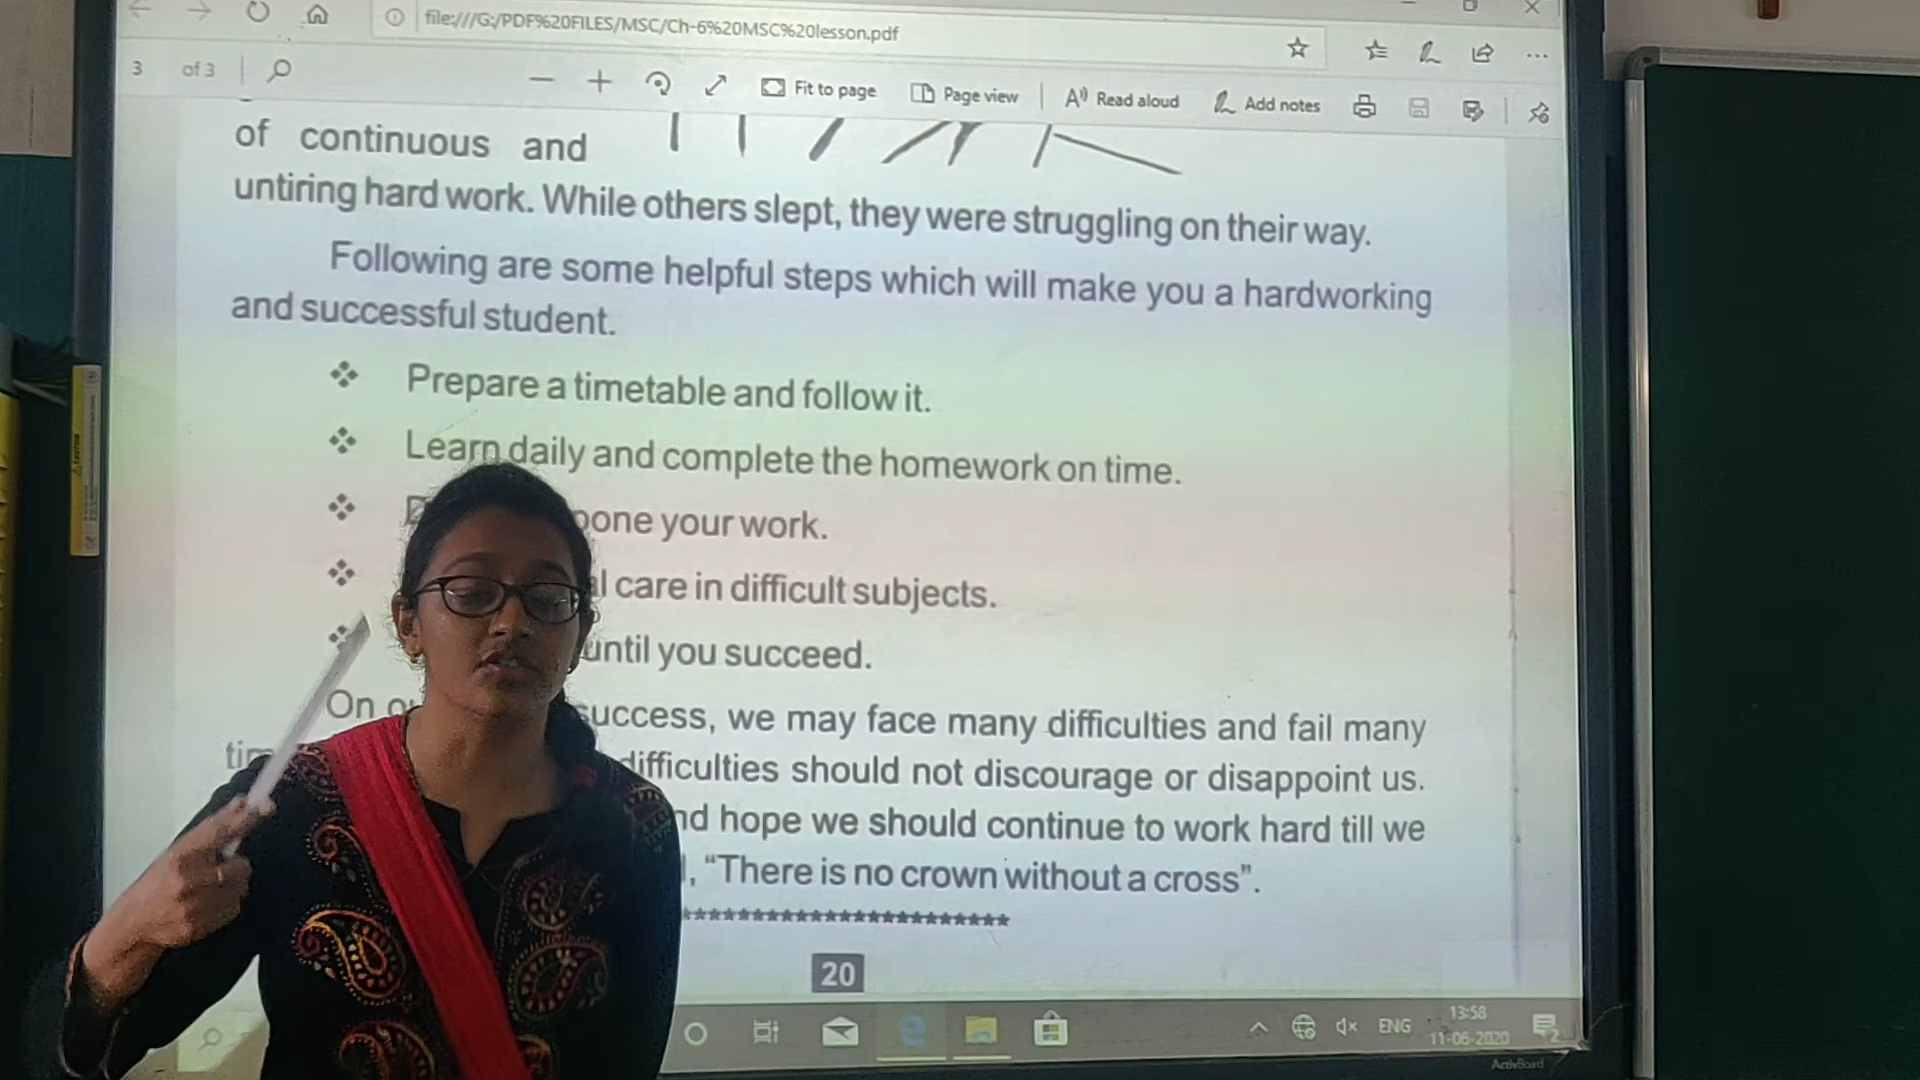 file:///G:/PDF%20FILES/MSC/Ch-6%20MSC%20lesson.pdf
3 of 3 Fit to page Page view Read aloud Add notes
of continuous and
untiring hard work. While others slept, they were struggling on their way.
Following are some helpful steps which will make you a hardworking
and successful student.
Prepare a timetable and follow it.
Learn daily and complete the homework on time.
your work.
care in difficult subjects.
until you succeed.
On success, we may face many difficulties and fail many
difficulties should not discourage or disappoint us.
hope we should continue to work hard till we
“There is no crown without a cross”.
***********************
20
ENG 13:58
11-06-2020
ActivBoard